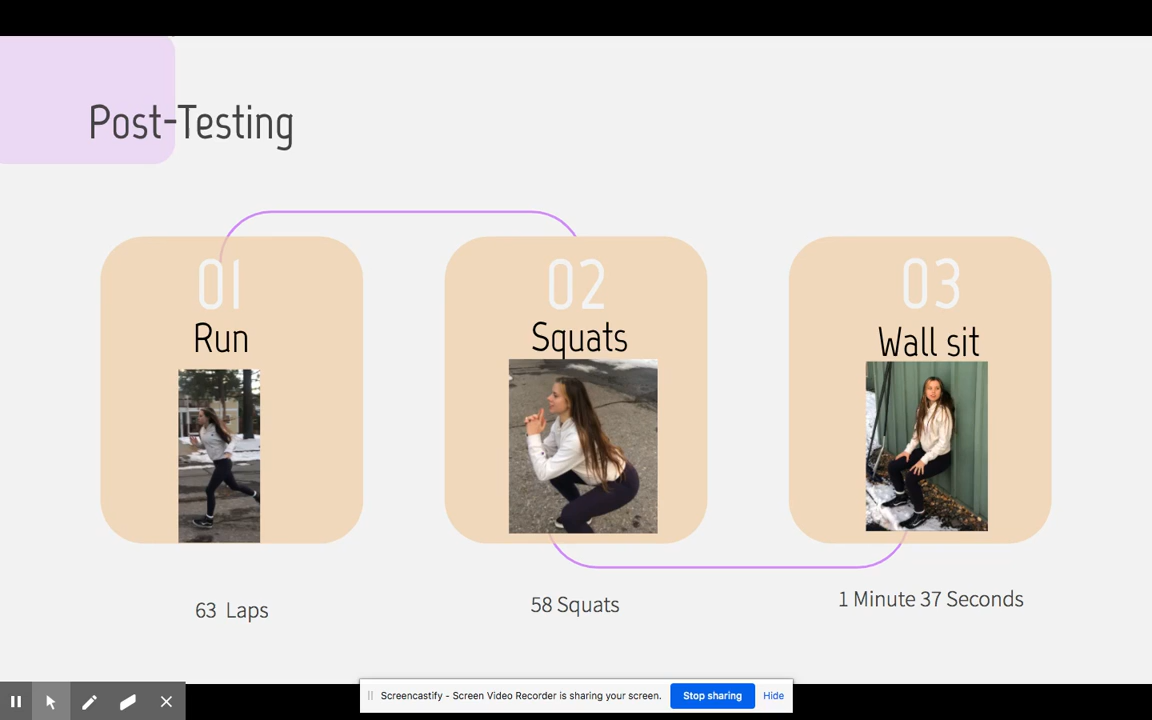 Post-Testing
01
Run
02
Squats
03
Wall sit
63 Laps
58 Squats
1 Minute 37 Seconds
Screencastify - Screen Video Recorder is sharing your screen.
Stop sharing
Hide